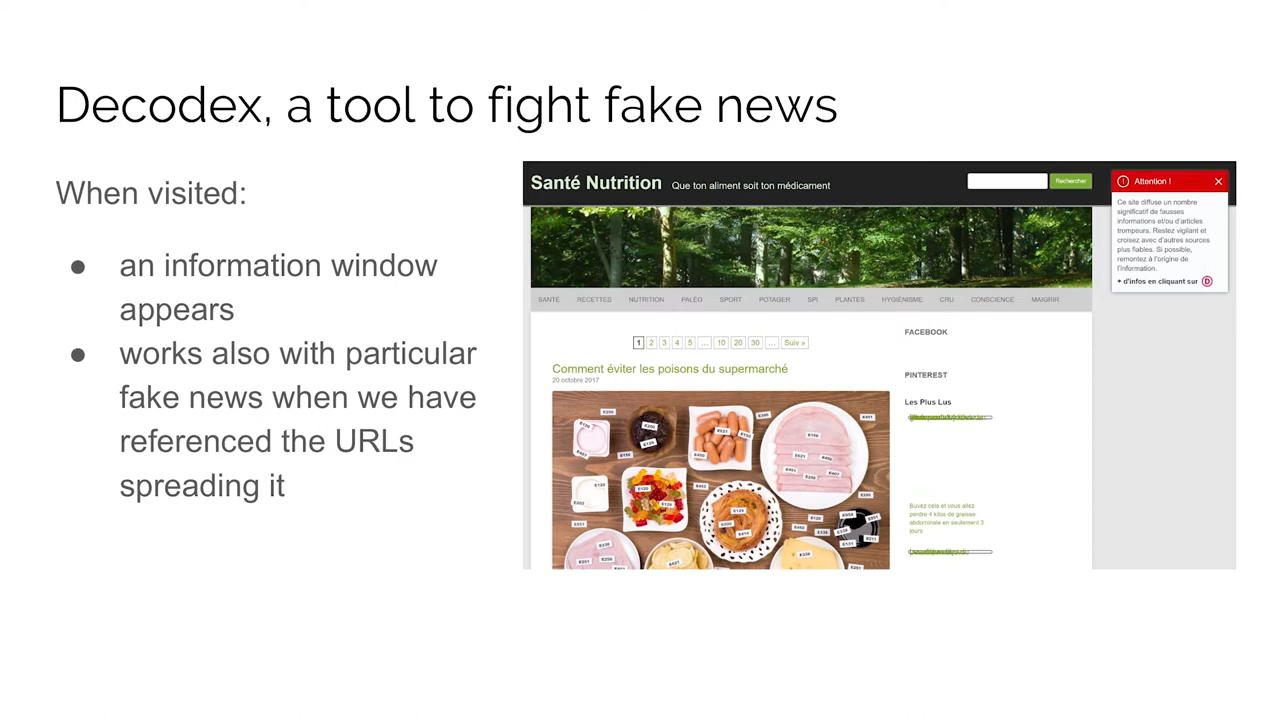 Decodex, a tool to fight fake news
When visited:
● an information window
appears
● works also with particular
fake news when we have
referenced the URLs
spreading it
Santé Nutrition Que ton aliment soit ton médicament
Rechercher
Attention !
Ce site diffuse un nombre
significatif de fausses
informations et/ou d'articles
trompeurs. Restez vigilant et
croisez avec d'autres sources
plus fiables. Si possible,
remontez à l'origine de
l'information.
+ d'infos en cliquant sur D
SANTÉ RECETTES NUTRITION PALÉO SPORT POTAGER SPI PLANTES HYGIÉNISME CRU CONSCIENCE MAIGRIR
1 2 3 4 5 … 10 20 30 … Suiv »
Comment éviter les poisons du supermarché
20 octobre 2017
FACEBOOK
PINTEREST
Les Plus Lus
Buvez cela et vous allez
perdre 4 kilos de graisse
abdominale en seulement 3
jours